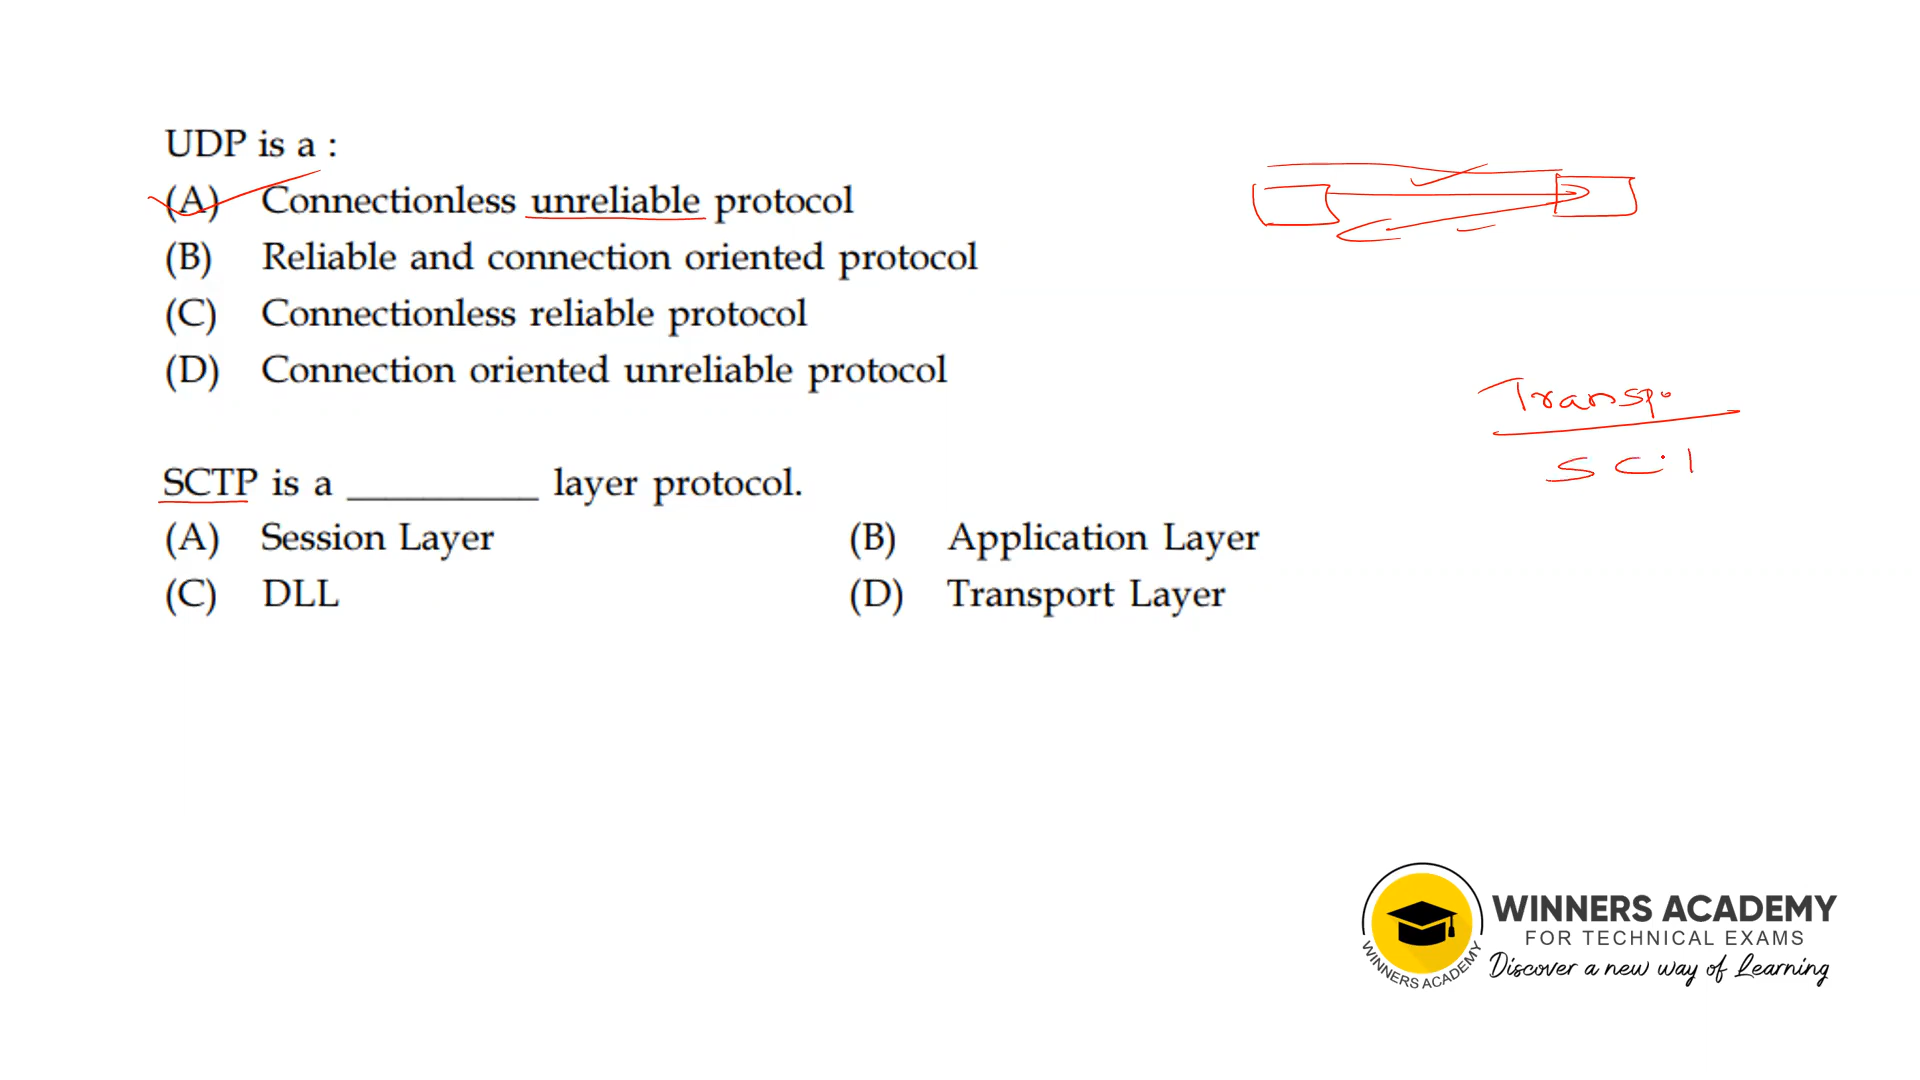 UDP is a :
(A) Connectionless unreliable protocol
(B) Reliable and connection oriented protocol
(C) Connectionless reliable protocol
(D) Connection oriented unreliable protocol
Transpo
SCTP is a __________ layer protocol.
(A) Session Layer (B) Application Layer
(C) DLL (D) Transport Layer
WINNERS ACADEMY
WINNERS ACADEMY
FOR TECHNICAL EXAMS
Discover a new way of Learning